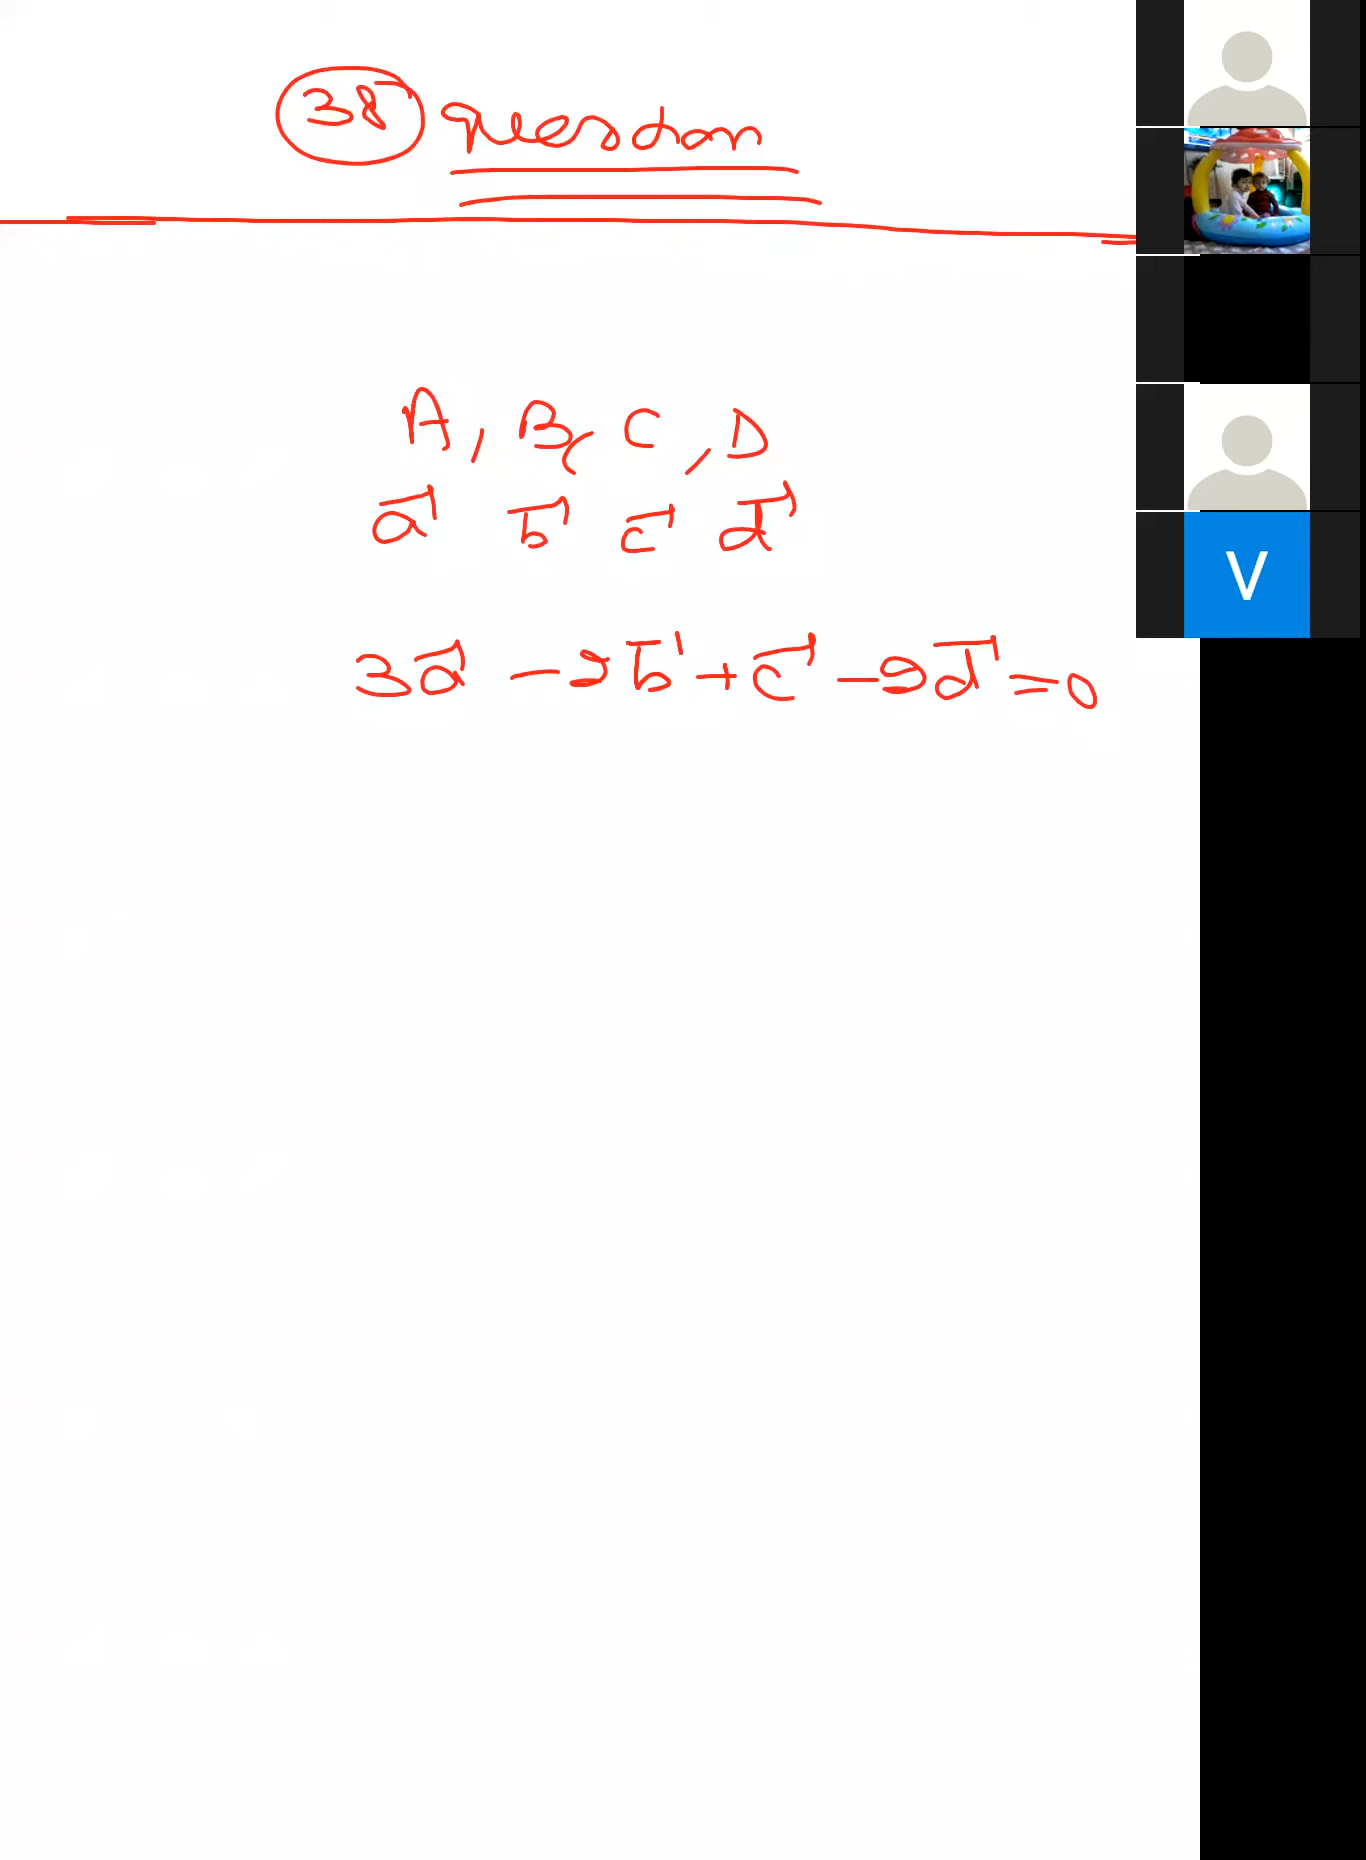 38 question
A, B, C, D
a⃗ b⃗ c⃗ d⃗
3a⃗ - 2b⃗ + c⃗ - 2d⃗ = 0
V